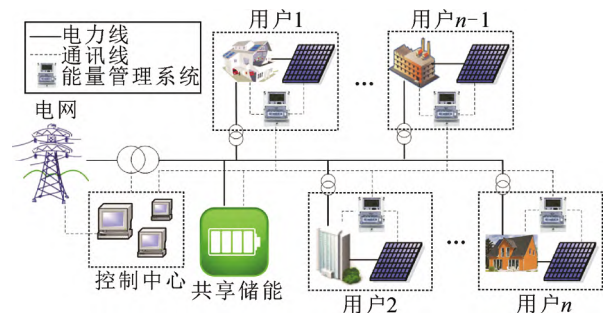 电力线
通讯线
能量管理系统
电网
用户1
用户n-1
...
控制中心
共享储能
用户2
...
用户n